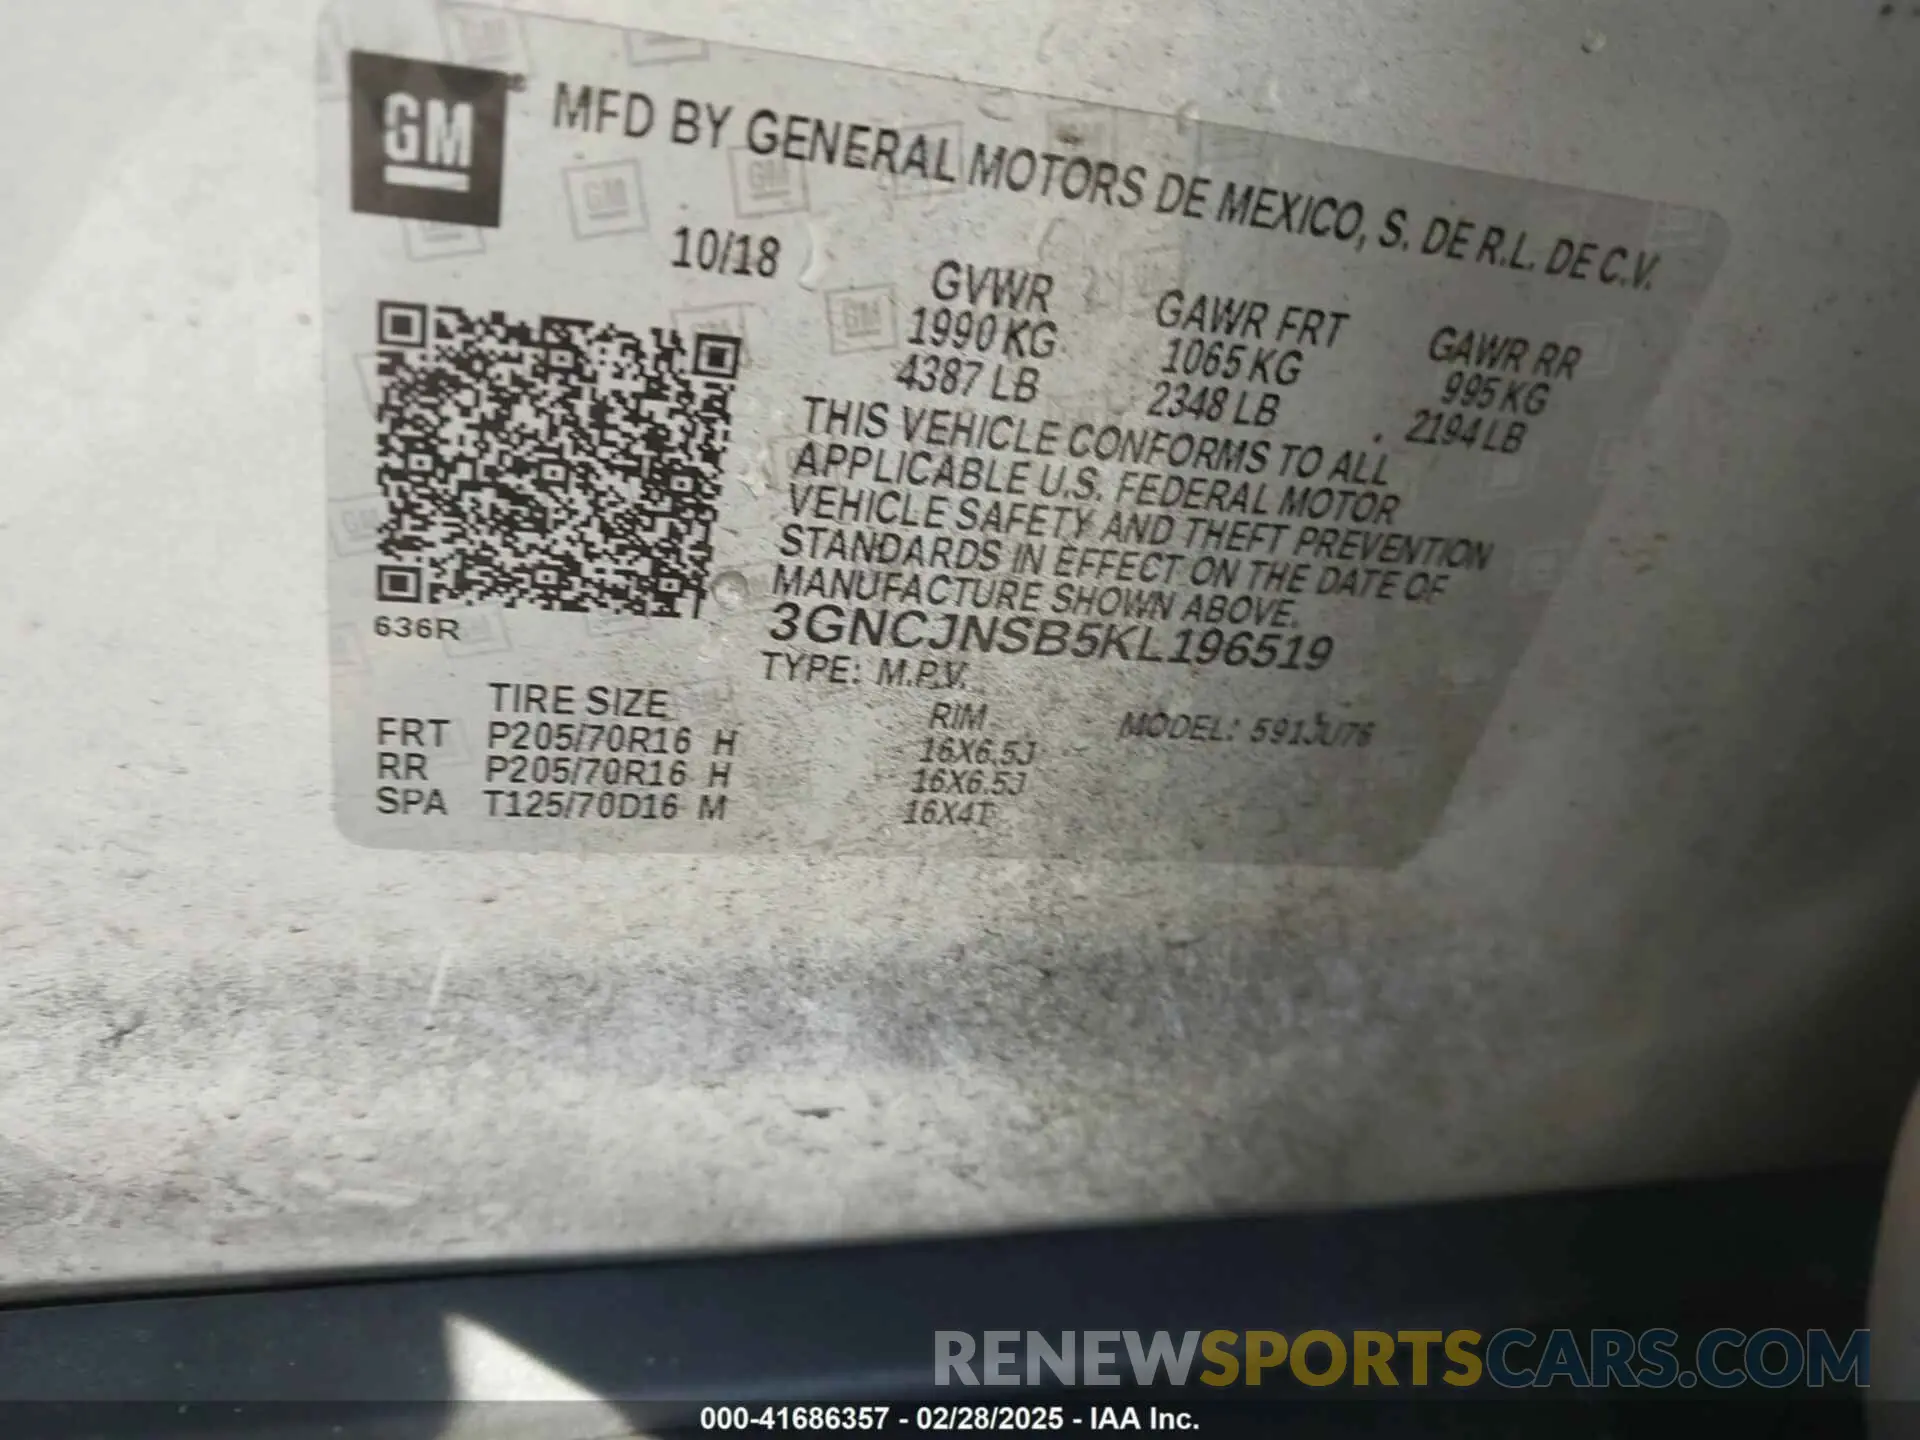 GM
MFD BY GENERAL MOTORS DE MEXICO, S. DE R.L. DE C.V.
10/18
GVWR GAWR FRT GAWR RR
1990 KG 1065 KG 995 KG
4387 LB 2348 LB 2194 LB
THIS VEHICLE CONFORMS TO ALL
APPLICABLE U.S. FEDERAL MOTOR
VEHICLE SAFETY AND THEFT PREVENTION
STANDARDS IN EFFECT ON THE DATE OF
MANUFACTURE SHOWN ABOVE.
636R
3GNCJNSB5KL196519
TYPE: M.P.V.
TIRE SIZE RIM MODEL: 591JU76
FRT P205/70R16 H 16X6.5J
RR P205/70R16 H 16X6.5J
SPA T125/70D16 M 16X4T
RENEWSPORTSCARS.COM
000-41686357 - 02/28/2025 - IAA Inc.